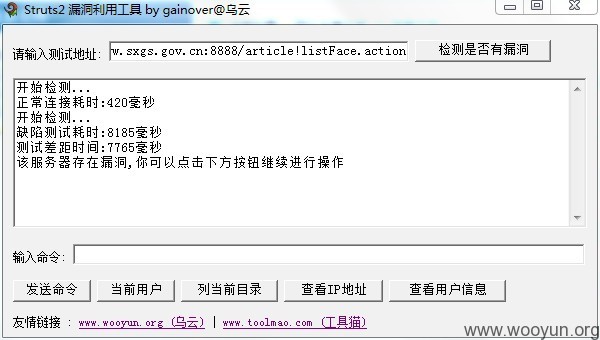 Struts2 漏洞利用工具 by gainover@乌云
请输入测试地址: w.sxgs.gov.cn:8888/article!listFace.action 检测是否有漏洞
开始检测...
正常连接耗时:420毫秒
开始检测...
缺陷测试耗时:8185毫秒
测试差距时间:7765毫秒
该服务器存在漏洞,你可以点击下方按钮继续进行操作
输入命令:
发送命令 当前用户 列当前目录 查看IP地址 查看用户信息
友情链接 : www.wooyun.org (乌云) | www.toolmao.com (工具猫)
www.wooyun.org